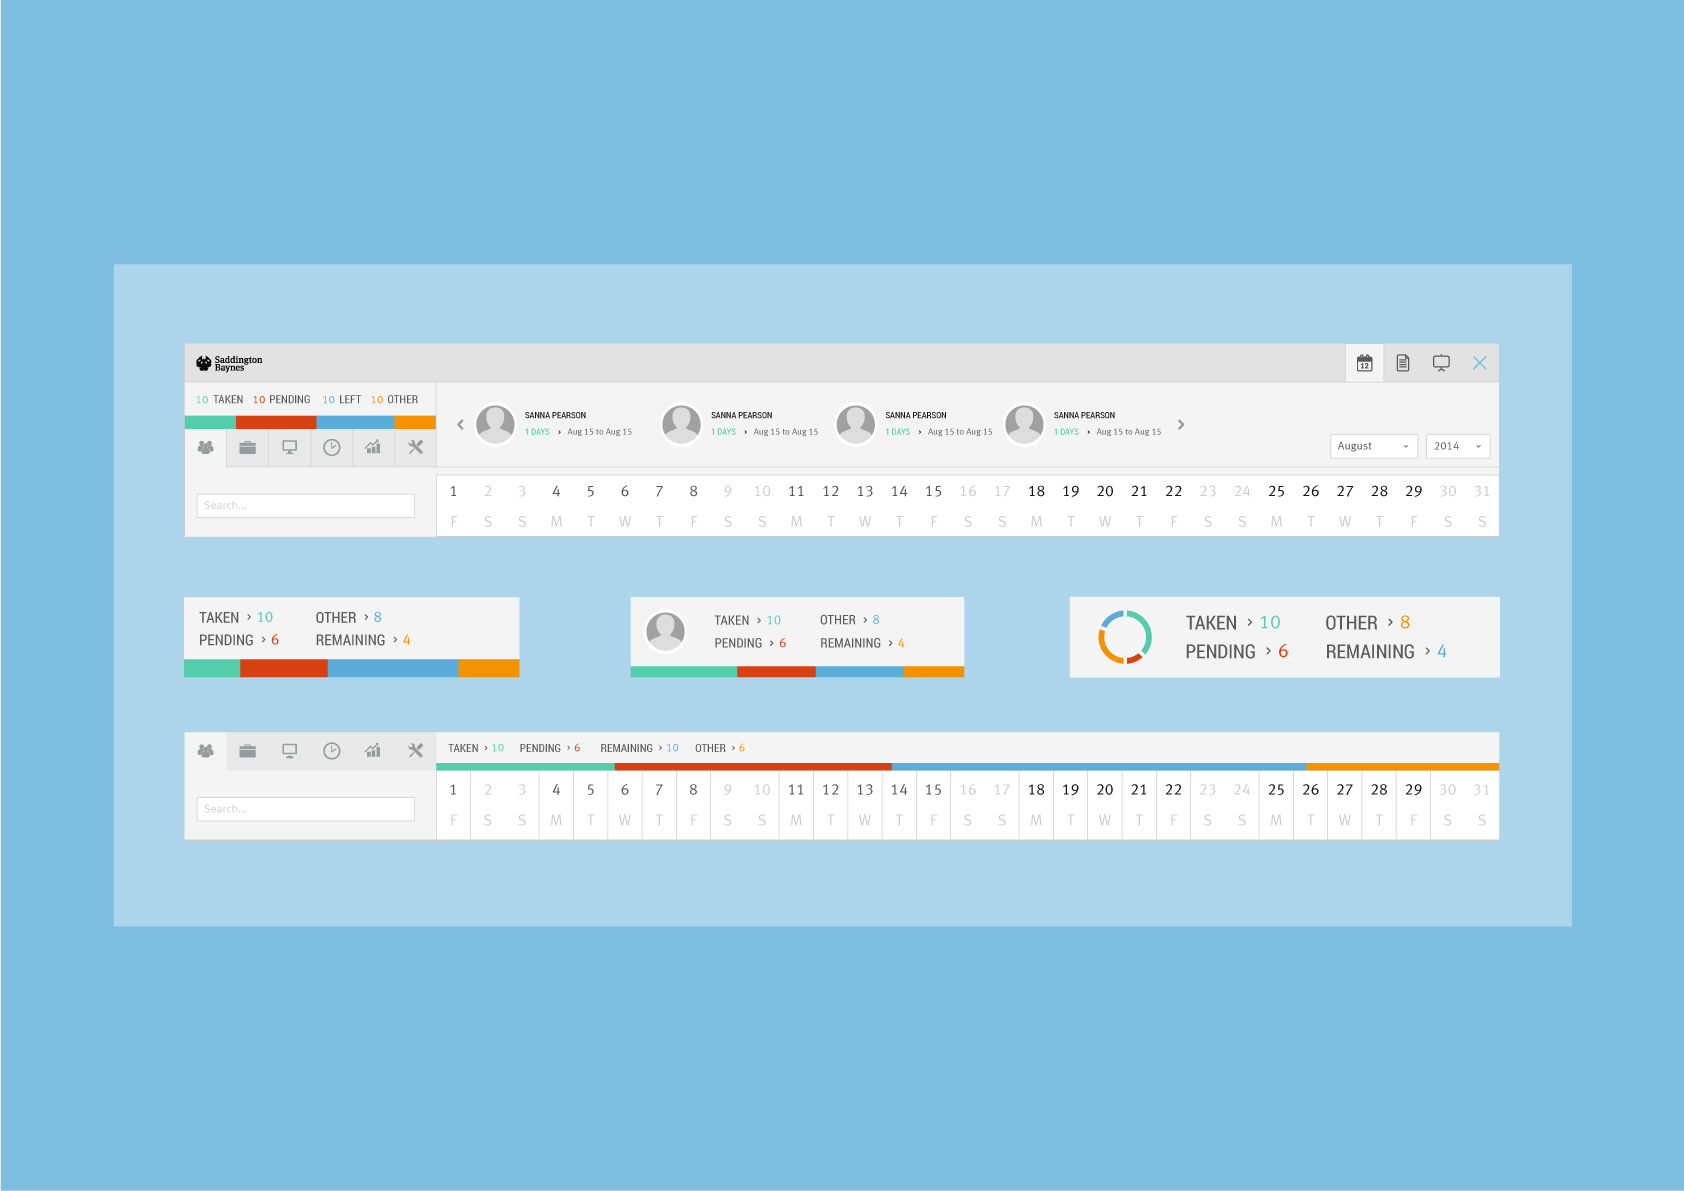 Saddington
Baynes
12
10 TAKEN 10 PENDING 10 LEFT 10 OTHER
SANNA PEARSON SANNA PEARSON SANNA PEARSON SANNA PEARSON
1 DAYS › Aug 15 to Aug 15 1 DAYS › Aug 15 to Aug 15 1 DAYS › Aug 15 to Aug 15 1 DAYS › Aug 15 to Aug 15
August 2014
Search...
1 2 3 4 5 6 7 8 9 10 11 12 13 14 15 16 17 18 19 20 21 22 23 24 25 26 27 28 29 30 31
F S S M T W T F S S M T W T F S S M T W T F S S M T W T F S S
TAKEN › 10 OTHER › 8
PENDING › 6 REMAINING › 4
TAKEN › 10 OTHER › 8
PENDING › 6 REMAINING › 4
TAKEN › 10 OTHER › 8
PENDING › 6 REMAINING › 4
TAKEN › 10 PENDING › 6 REMAINING › 10 OTHER › 6
Search...
1 2 3 4 5 6 7 8 9 10 11 12 13 14 15 16 17 18 19 20 21 22 23 24 25 26 27 28 29 30 31
F S S M T W T F S S M T W T F S S M T W T F S S M T W T F S S